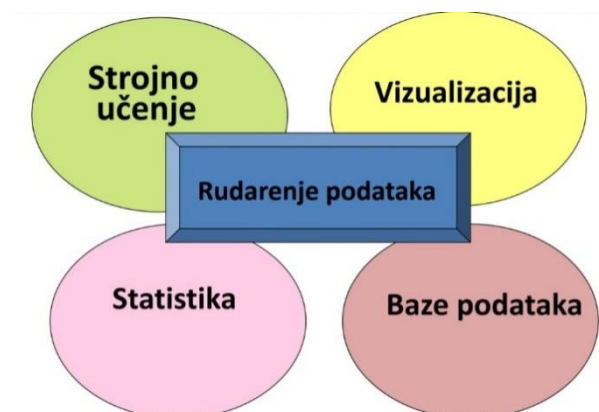 Strojno
učenje
Vizualizacija
Rudarenje podataka
Statistika
Baze podataka